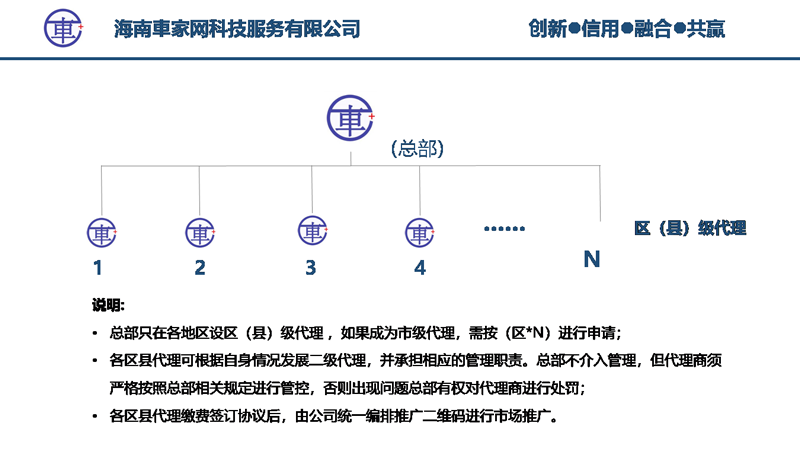 車
海南車家网科技服务有限公司
创新●信用●融合●共赢
車
（总部）
車
車
車
車
……
区（县）级代理
1
2
3
4
N
说明:
• 总部只在各地区设区（县）级代理 ，如果成为市级代理，需按（区*N）进行申请；
• 各区县代理可根据自身情况发展二级代理，并承担相应的管理职责。总部不介入管理，但代理商须
严格按照总部相关规定进行管控，否则出现问题总部有权对代理商进行处罚；
• 各区县代理缴费签订协议后，由公司统一编排推广二维码进行市场推广。